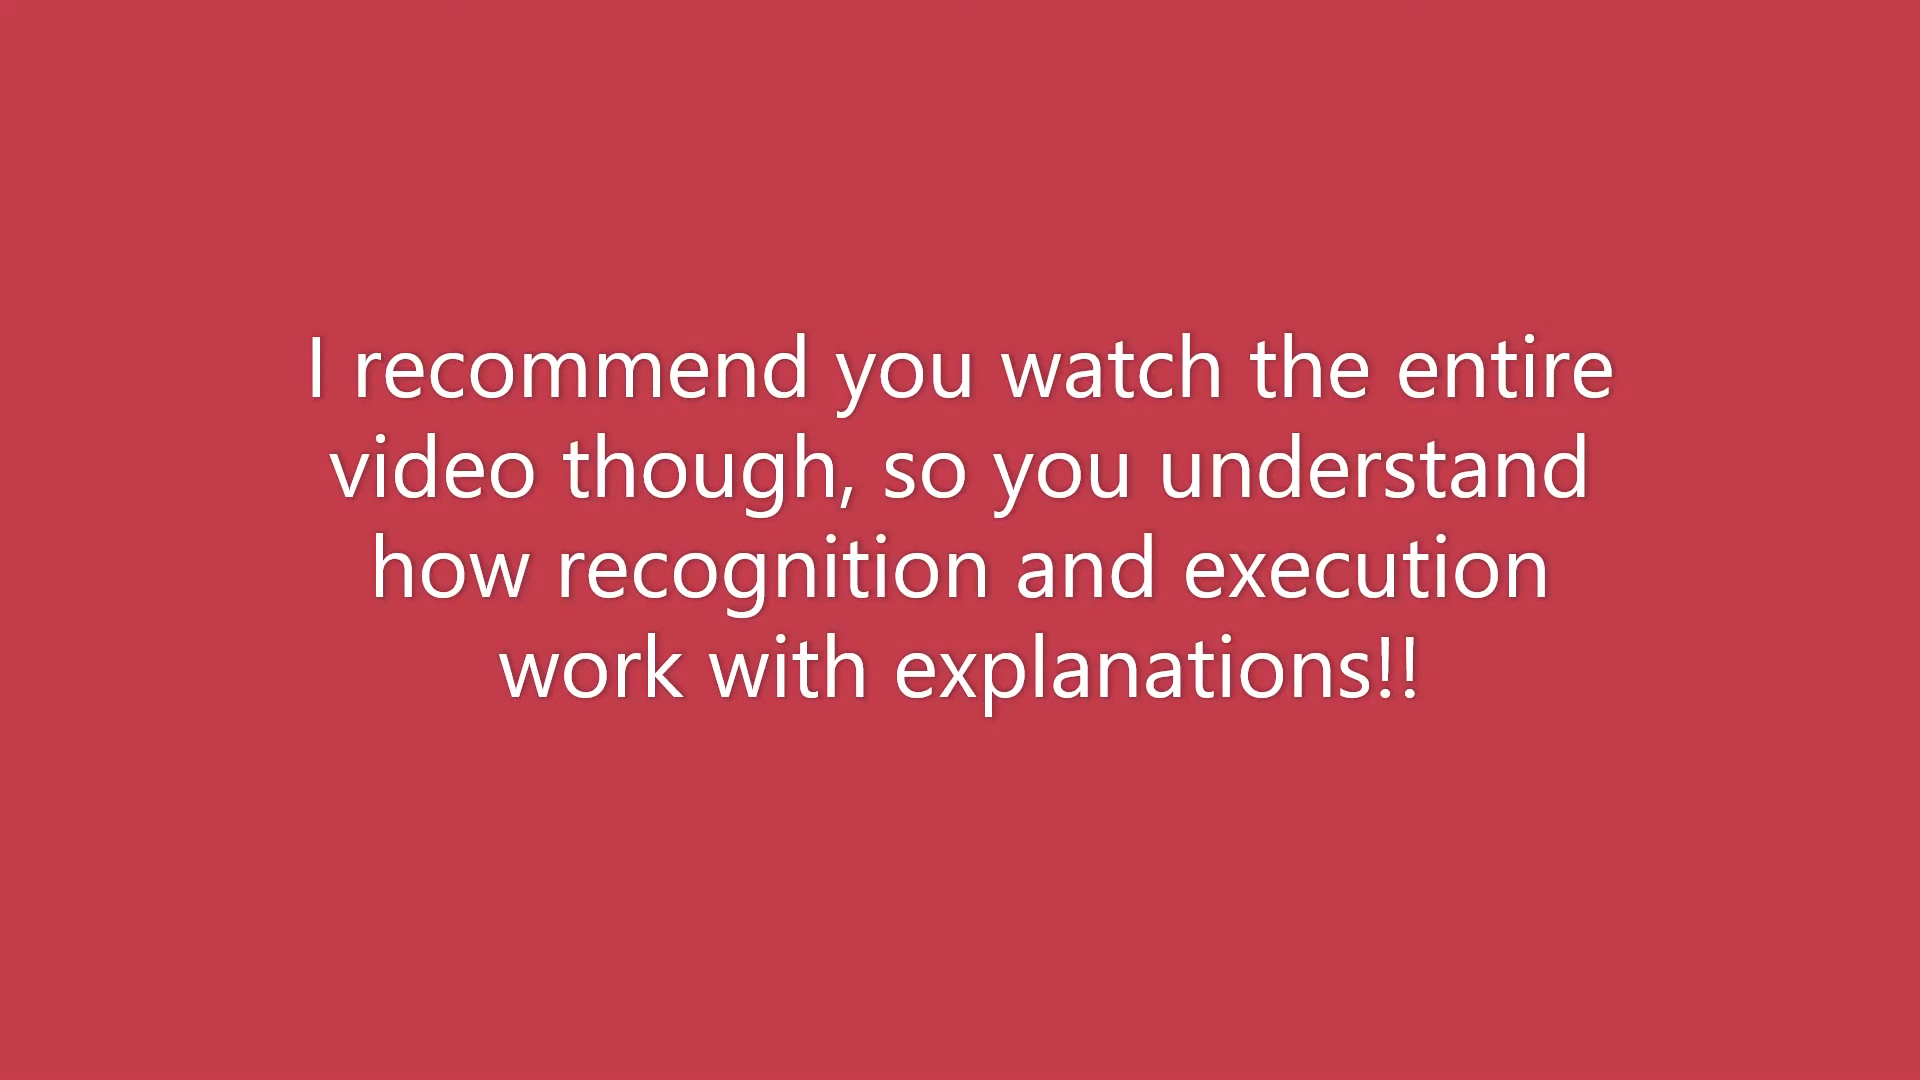 I recommend you watch the entire
video though, so you understand
how recognition and execution
work with explanations!!